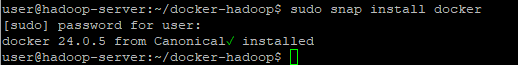 user@hadoop-server:~/docker-hadoop$ sudo snap install docker
[sudo] password for user:
docker 24.0.5 from Canonical✓ installed
user@hadoop-server:~/docker-hadoop$